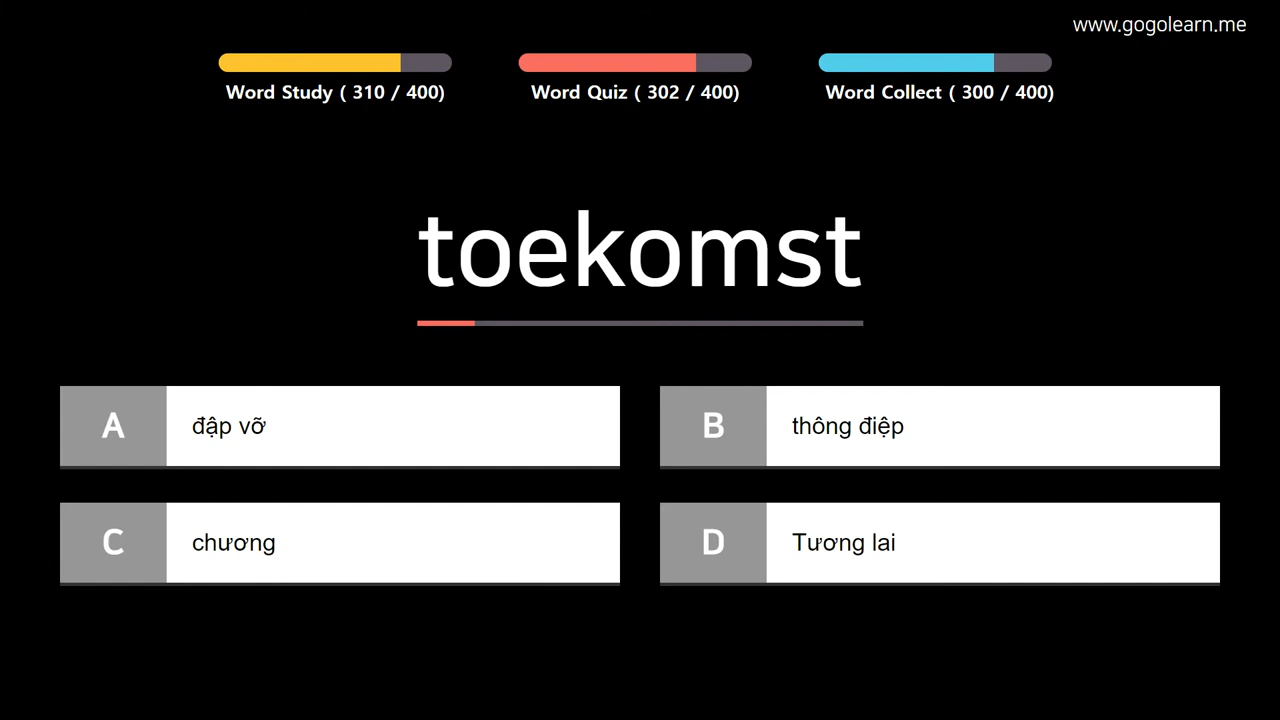 www.gogolearn.me
Word Study ( 310 / 400)
Word Quiz ( 302 / 400)
Word Collect ( 300 / 400)
toekomst
A đập vỡ
B thông điệp
C chương
D Tương lai